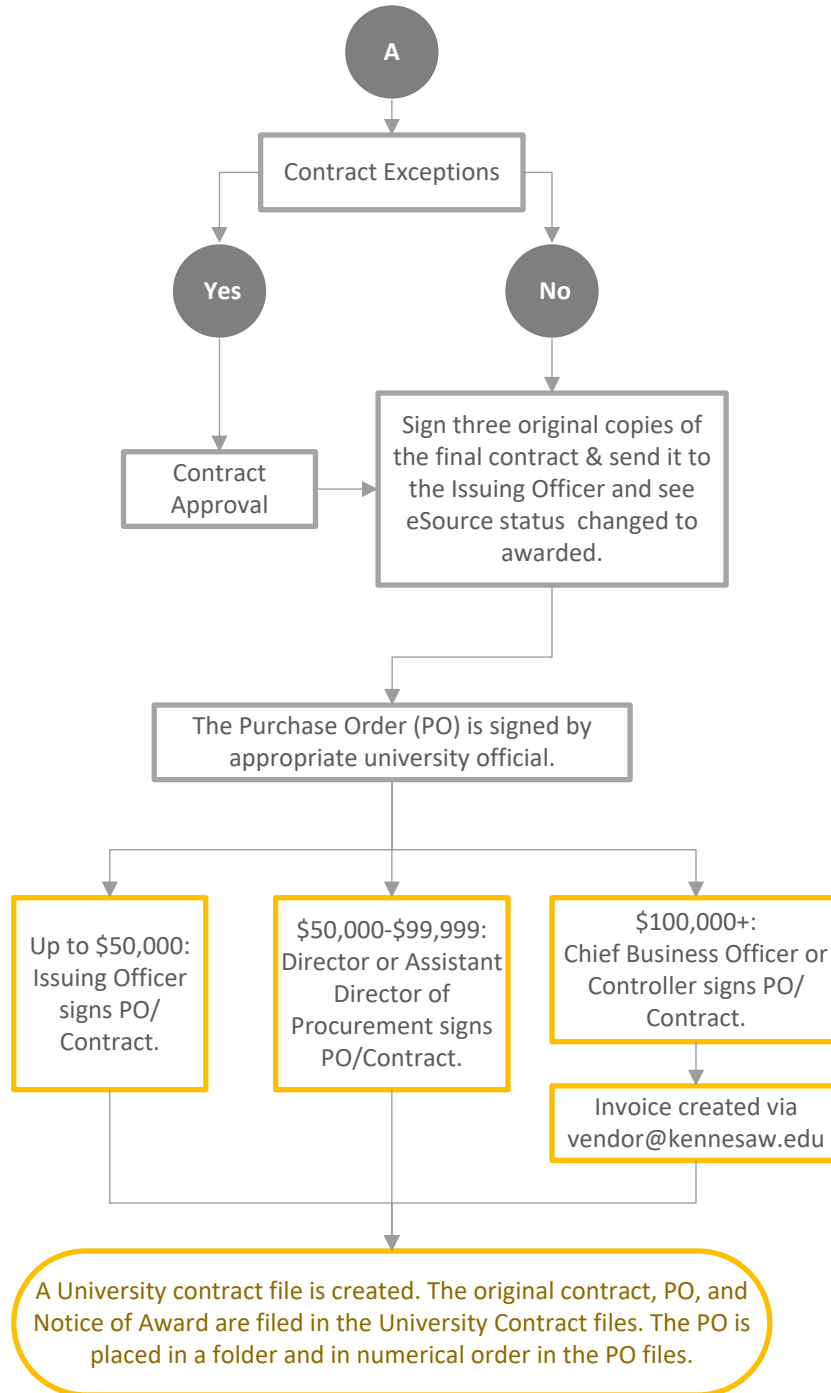 A
Contract Exceptions
Yes
No
Sign three original copies of
the final contract & send it to
the Issuing Officer and see
eSource status changed to
awarded.
Contract
Approval
The Purchase Order (PO) is signed by
appropriate university official.
Up to $50,000:
Issuing Officer
signs PO/
Contract.
$50,000-$99,999:
Director or Assistant
Director of
Procurement signs
PO/Contract.
$100,000+:
Chief Business Officer or
Controller signs PO/
Contract.
Invoice created via
vendor@kennesaw.edu
A University contract file is created. The original contract, PO, and
Notice of Award are filed in the University Contract files. The PO is
placed in a folder and in numerical order in the PO files.